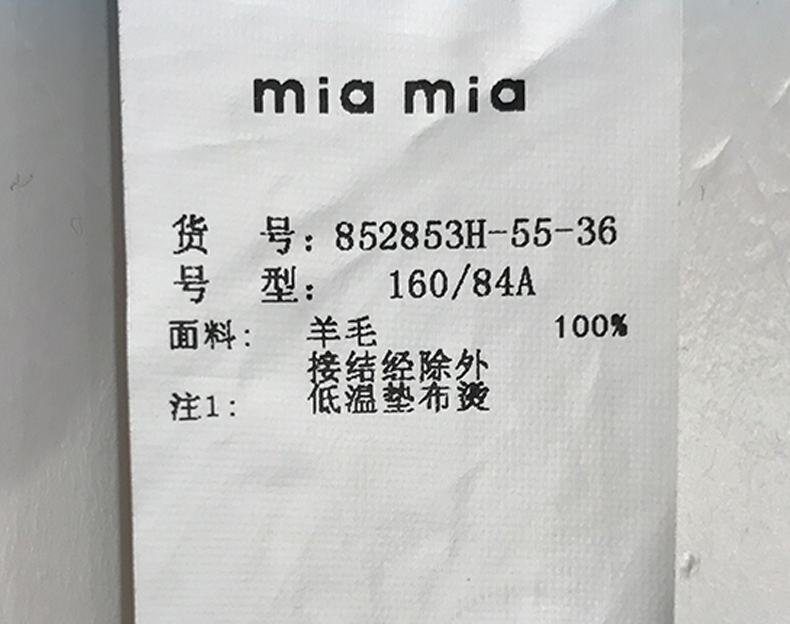 mia mia
货 号: 852853H-55-36
号 型: 160/84A
面料: 羊毛 100%
接结经除外
注1: 低温垫布烫